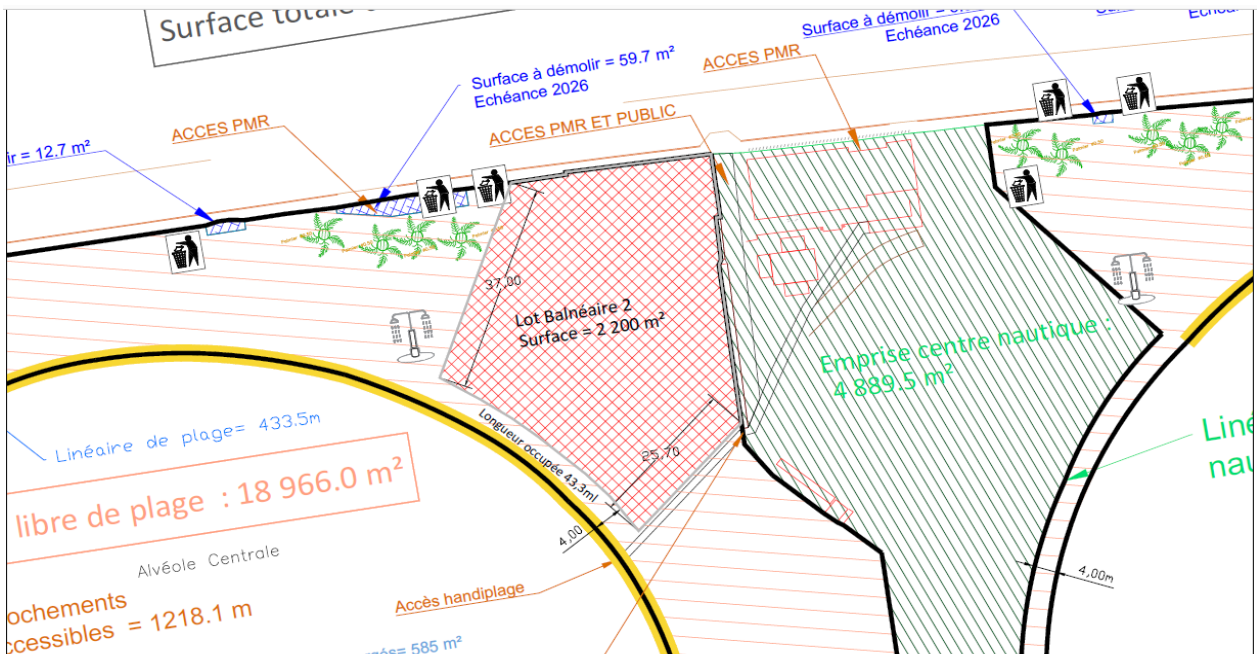 Surface totale
Surface à démolir = 59.7 m²
Echéance 2026
Surface à démolir =
Echéance 2026
ACCES PMR
ACCES PMR
ACCES PMR ET PUBLIC
ir = 12.7 m²
37,00
Lot Balnéaire 2
Surface = 2 200 m²
Emprise centre nautique :
4 889.5 m²
Linéaire de plage= 433.5m
Longueur occupée 43,3ml
25,70
4,00
libre de plage : 18 966.0 m²
Alvéole Centrale
Accès handiplage
ochements
ccessibles = 1218.1 m
= 585 m²
4,00m
Liné
nau